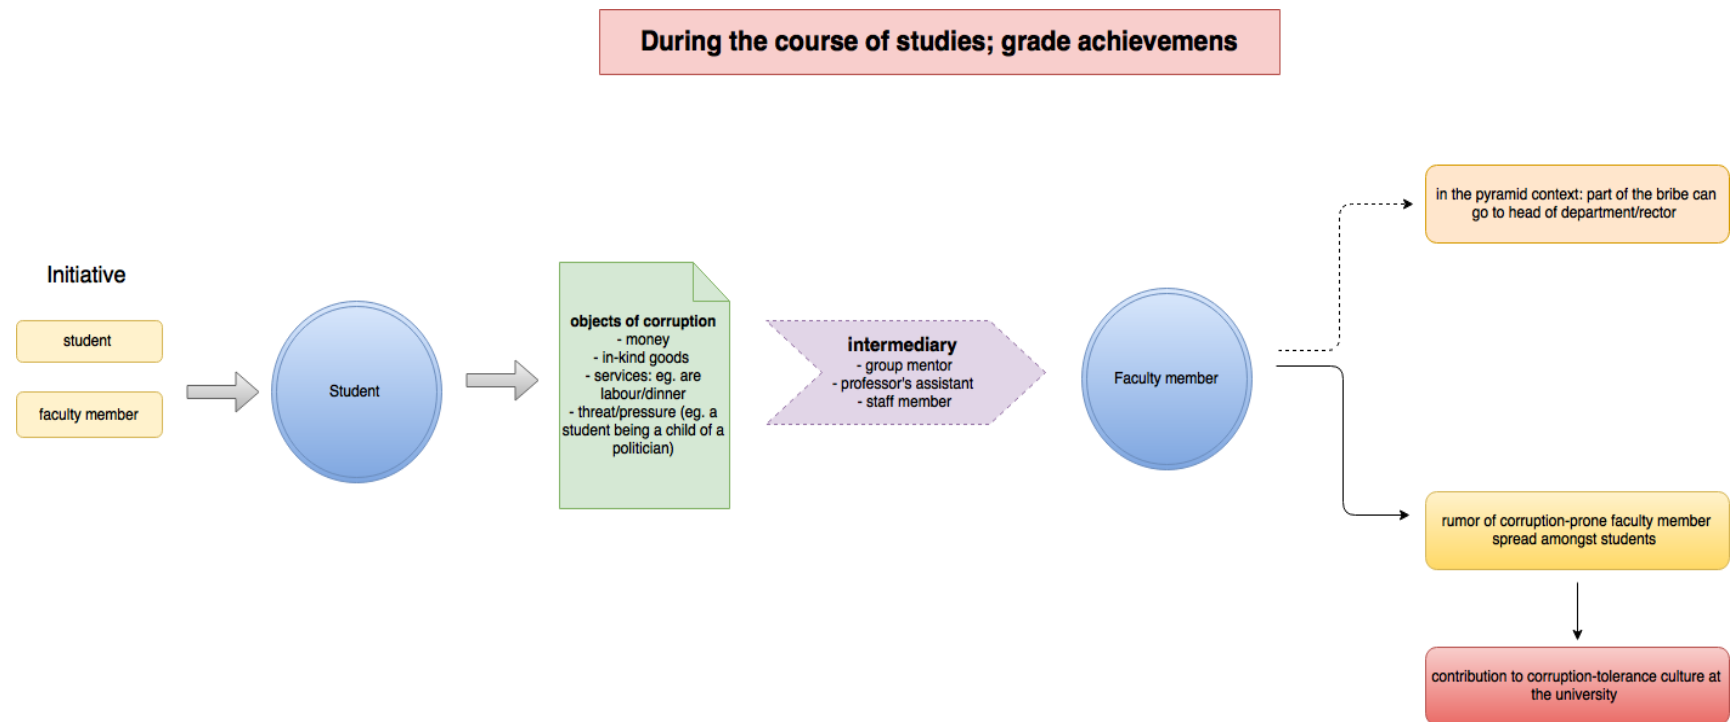 During the course of studies; grade achievemens
Initiative
student
faculty member
Student
objects of corruption
- money
- in-kind goods
- services: eg. are
labour/dinner
- threat/pressure (eg. a
student being a child of a
politician)
intermediary
- group mentor
- professor's assistant
- staff member
Faculty member
in the pyramid context: part of the bribe can
go to head of department/rector
rumor of corruption-prone faculty member
spread amongst students
contribution to corruption-tolerance culture at
the university